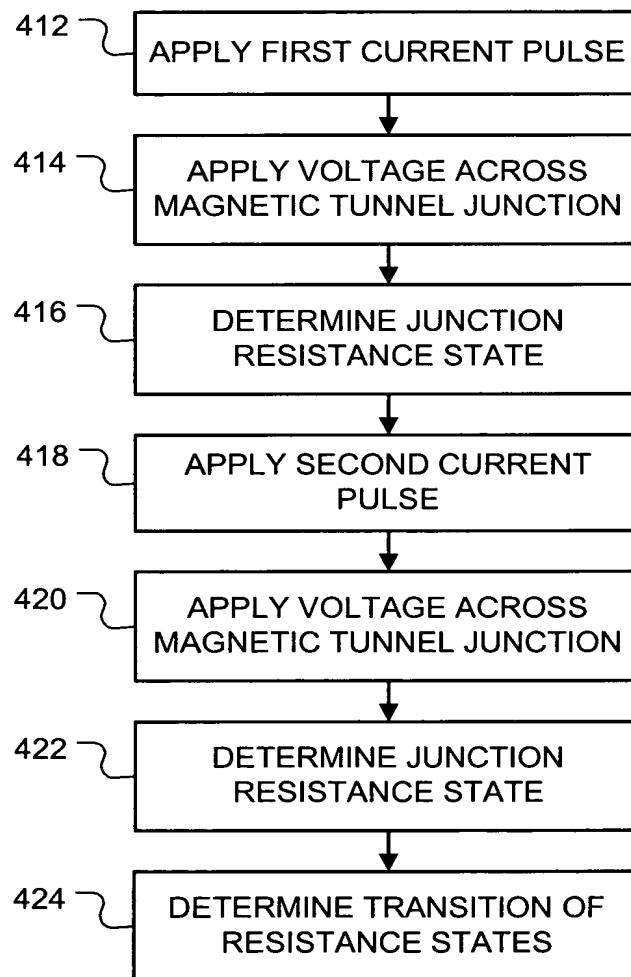 412
APPLY FIRST CURRENT PULSE
414
APPLY VOLTAGE ACROSS
MAGNETIC TUNNEL JUNCTION
416
DETERMINE JUNCTION
RESISTANCE STATE
418
APPLY SECOND CURRENT
PULSE
420
APPLY VOLTAGE ACROSS
MAGNETIC TUNNEL JUNCTION
422
DETERMINE JUNCTION
RESISTANCE STATE
424
DETERMINE TRANSITION OF
RESISTANCE STATES